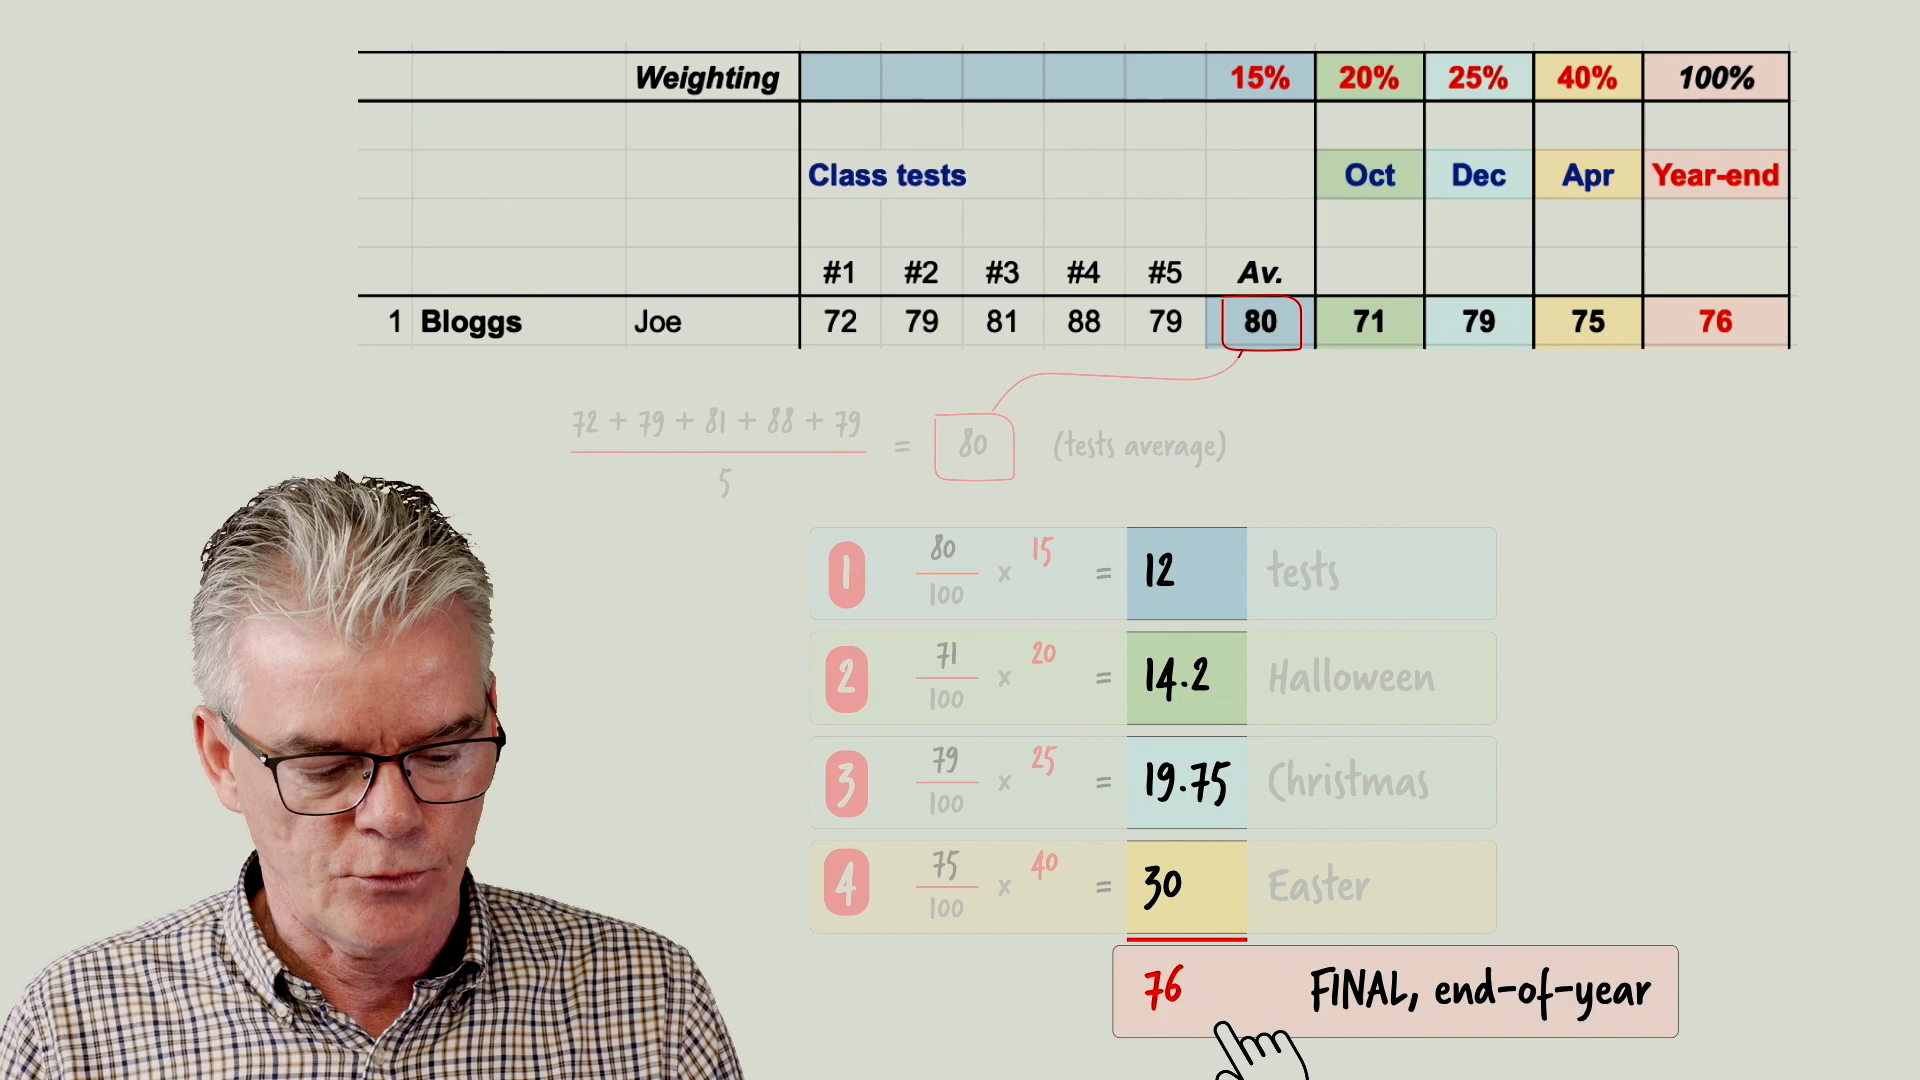 Weighting 15% 20% 25% 40% 100%
Class tests Oct Dec Apr Year-end
#1 #2 #3 #4 #5 Av.
1 Bloggs Joe 72 79 81 88 79 80 71 79 75 76
72 + 79 + 81 + 88 + 79
= 80 (tests average)
5
1 80 / 100 × 15 = 12 tests
2 71 / 100 × 20 = 14.2 Halloween
3 79 / 100 × 25 = 19.75 Christmas
4 75 / 100 × 40 = 30 Easter
76 FINAL, end-of-year